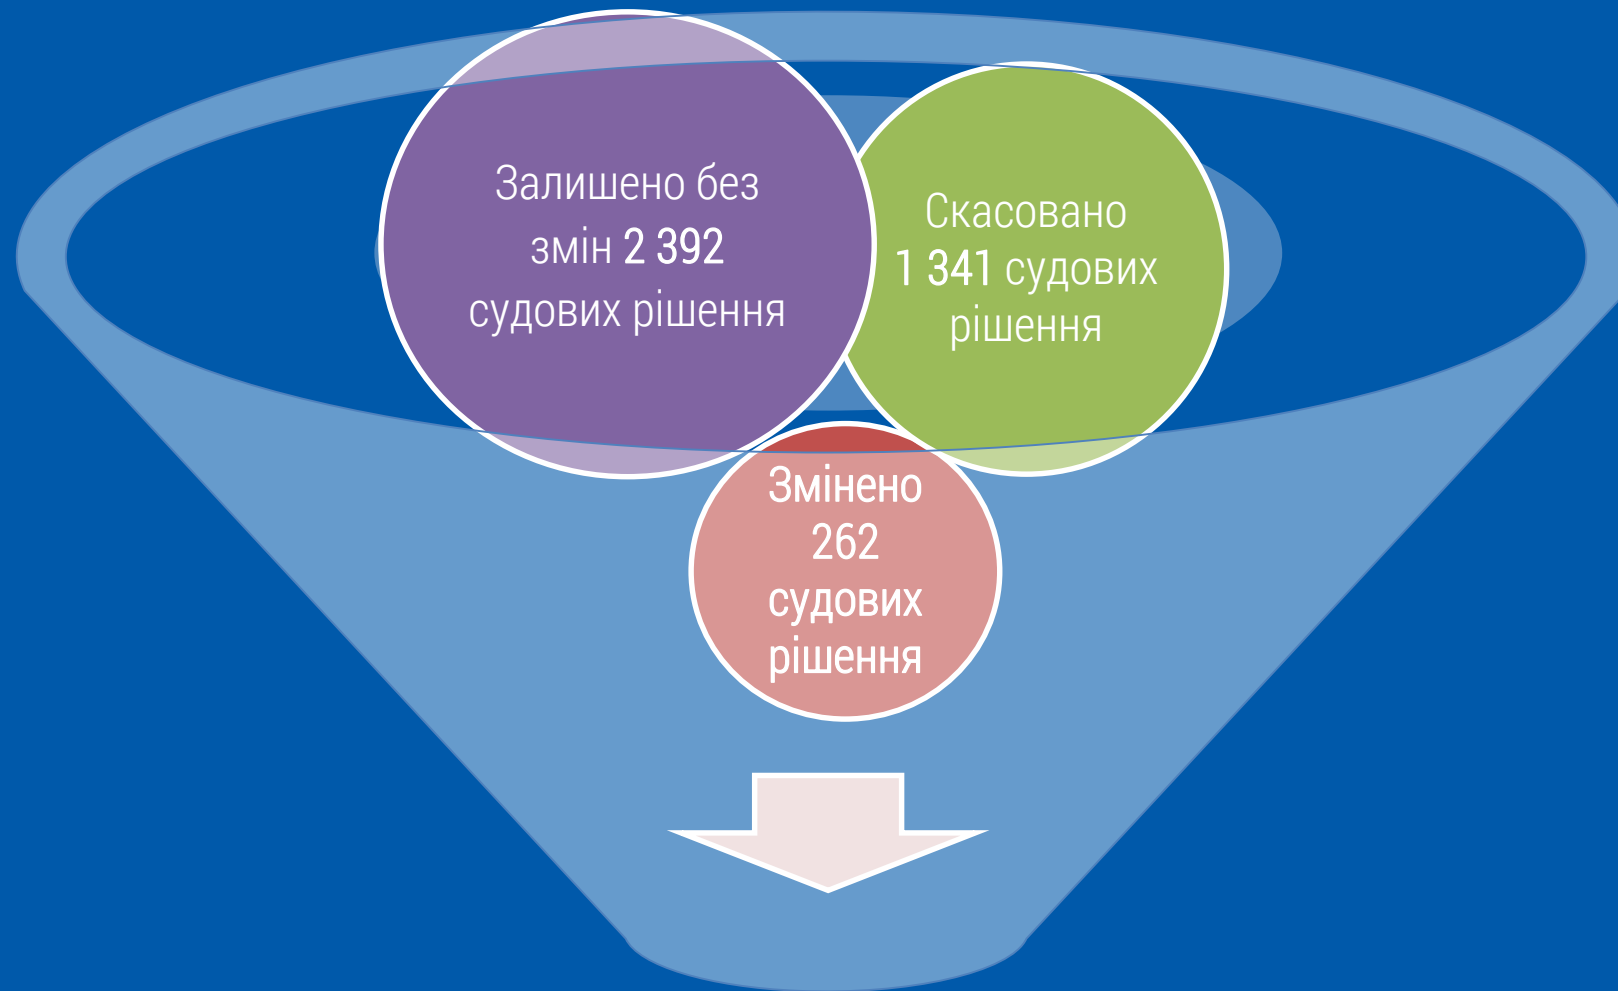 Залишено без
змін 2 392
судових рішення
Скасовано
1 341 судових
рішення
Змінено
262
судових
рішення